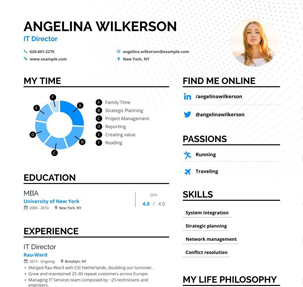 ANGELINA WILKERSON
IT Director
626-601-2270
angelina.wilkerson@example.com
www.example.com
New York, NY
MY TIME
A
B
C
D
E
F
A Family Time
B Strategic Planning
C Project Management
D Reporting
E Creating value
F Reading
EDUCATION
MBA
University of New York
2008 - 2010
New York, NY
GPA
4.0 / 4.0
EXPERIENCE
IT Director
Rau-Ward
2015 - Ongoing
Brooklyn, NY
• Merged Rau-Ward with CSI Netherlands, doubling our turnover.
• Grew and maintained 25-30 repeat customers across Europe.
• Managing IT Services team composed by ~25 technicians and
engineers.
FIND ME ONLINE
/angelinawilkerson
@angelinawilkerson
PASSIONS
Running
Traveling
SKILLS
System integration
Strategic planning
Network management
Conflict resolution
MY LIFE PHILOSOPHY